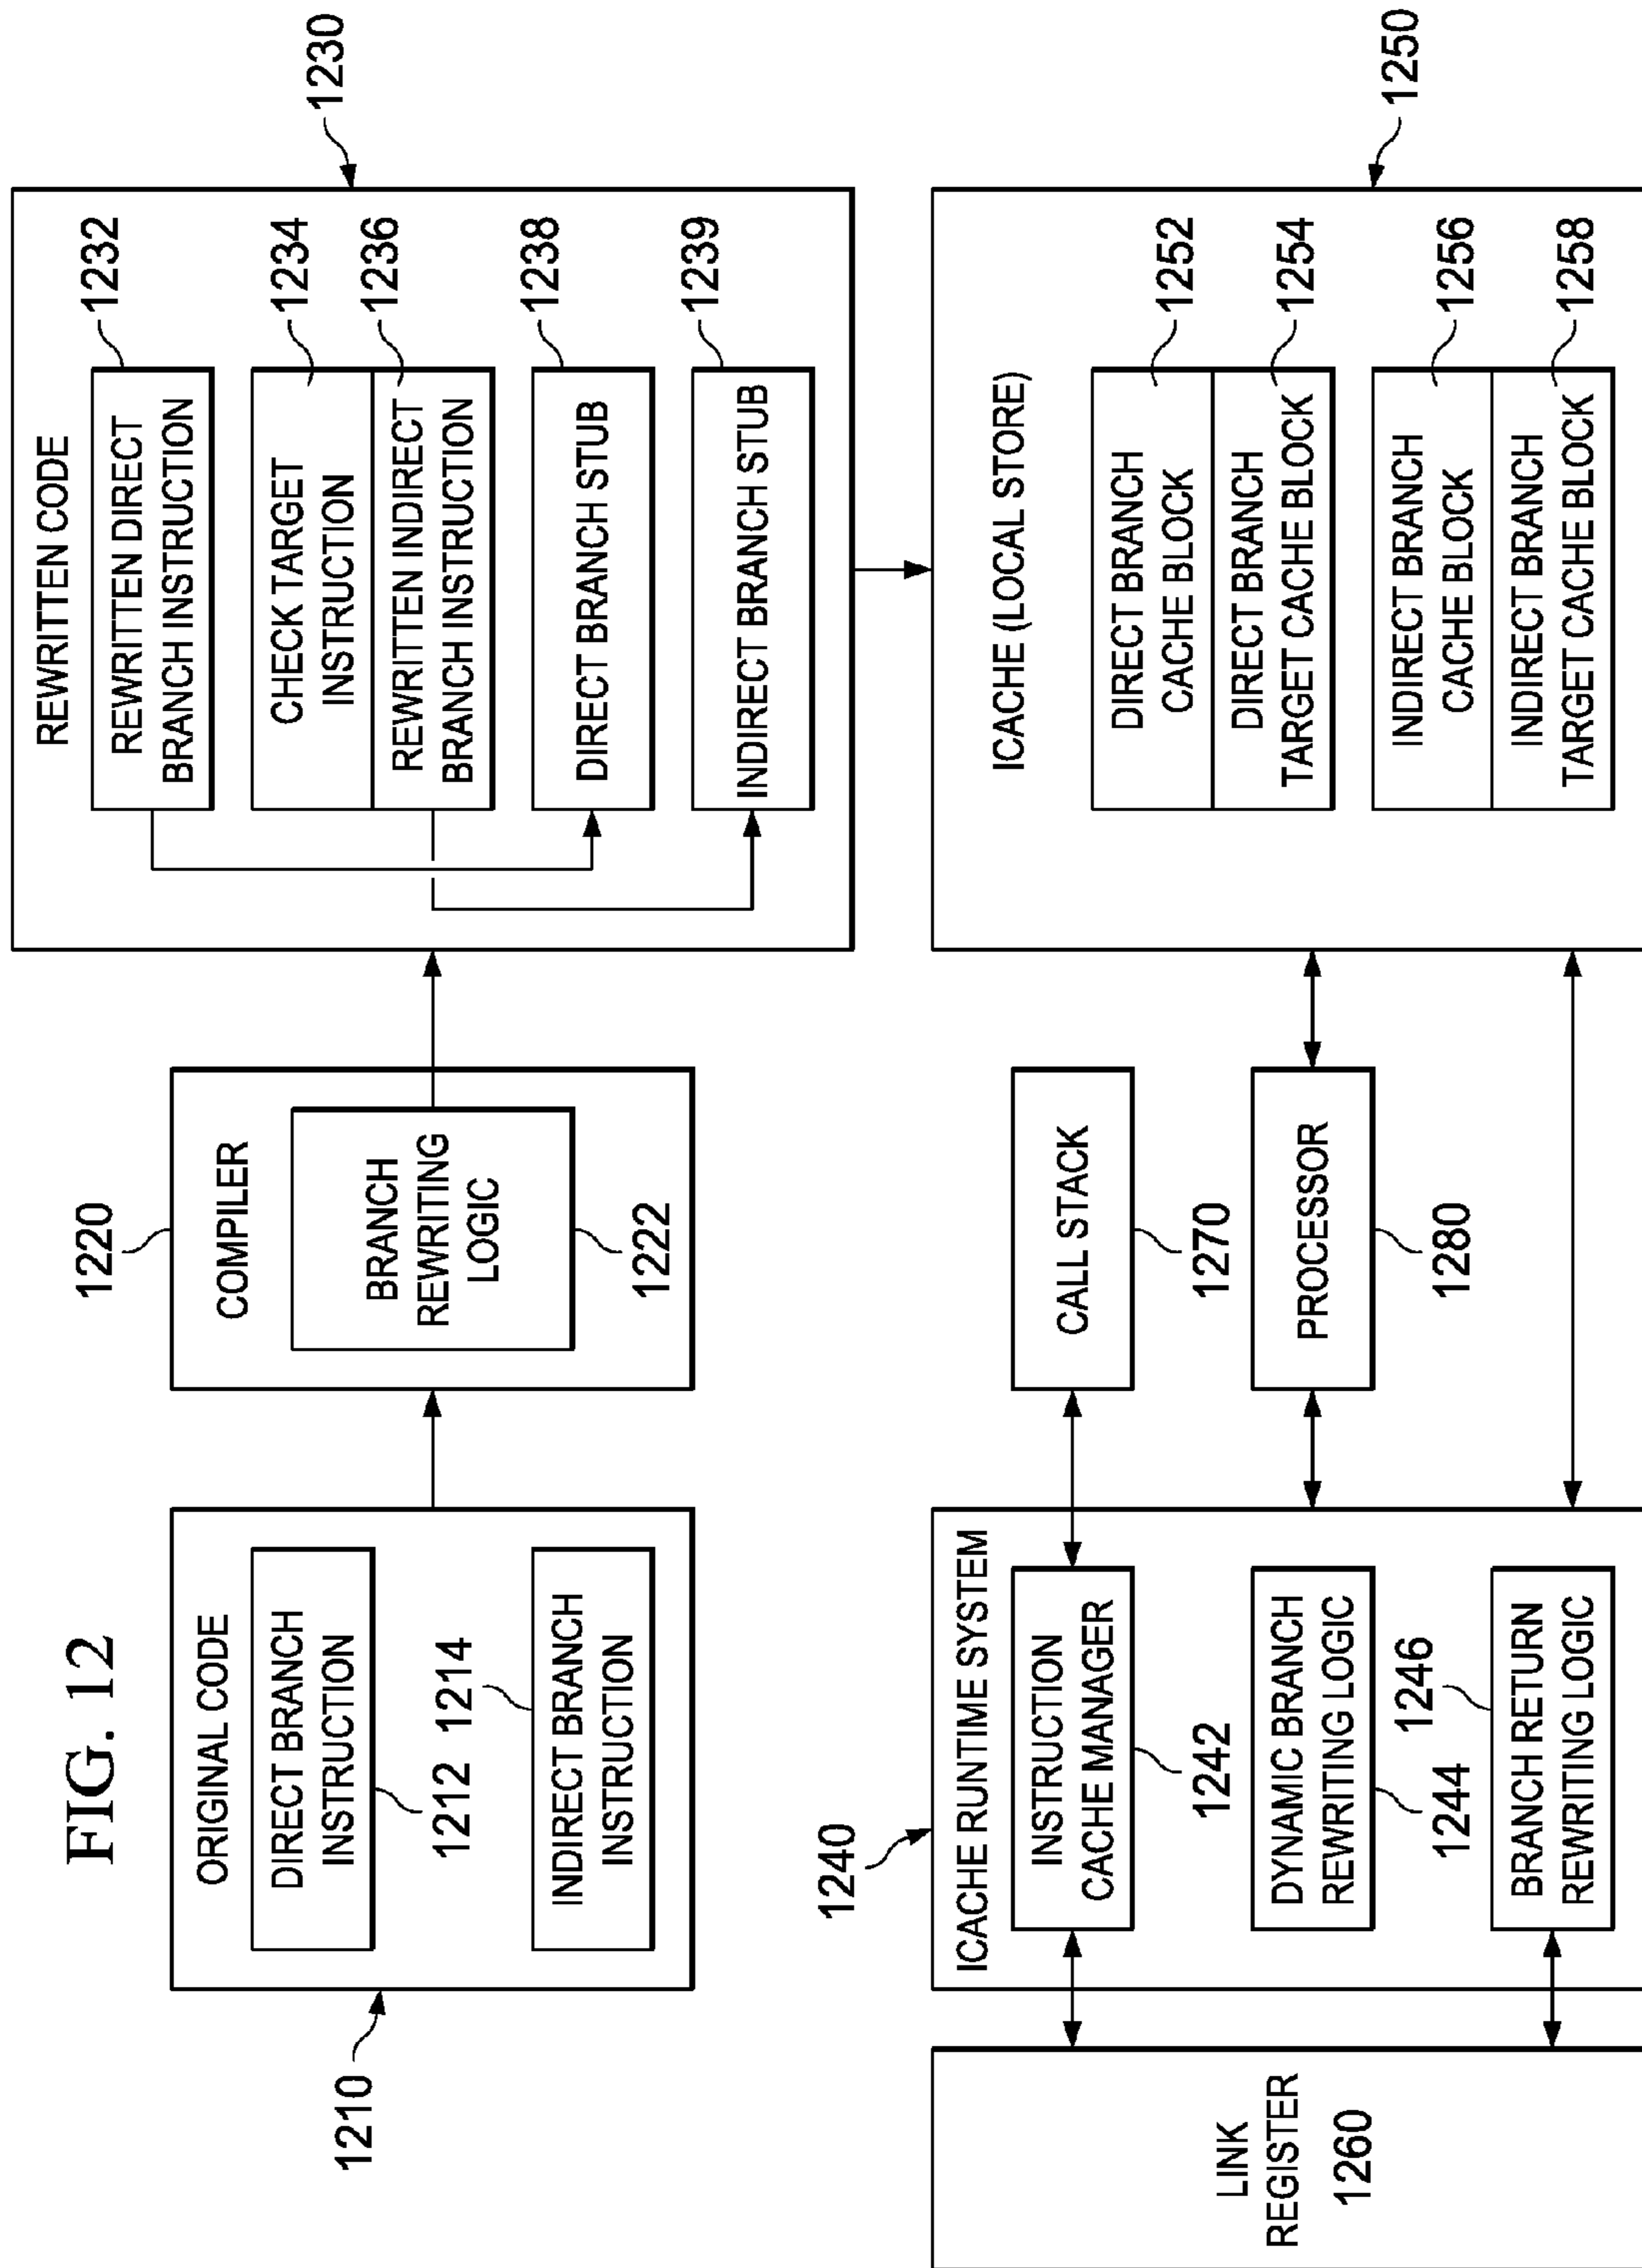 FIG. 12
1210
ORIGINAL CODE
DIRECT BRANCH
INSTRUCTION
1212
1214
INDIRECT BRANCH
INSTRUCTION
1220
COMPILER
BRANCH
REWRITING
LOGIC
1222
1230
REWRITTEN CODE
REWRITTEN DIRECT
BRANCH INSTRUCTION
1232
CHECK TARGET
INSTRUCTION
1234
REWRITTEN INDIRECT
BRANCH INSTRUCTION
1236
DIRECT BRANCH STUB
1238
INDIRECT BRANCH STUB
1239
LINK
REGISTER
1260
1240
ICACHE RUNTIME SYSTEM
INSTRUCTION
CACHE MANAGER
1242
DYNAMIC BRANCH
REWRITING LOGIC
1244
1246
BRANCH RETURN
REWRITING LOGIC
CALL STACK
1270
PROCESSOR
1280
1250
ICACHE (LOCAL STORE)
DIRECT BRANCH
CACHE BLOCK
1252
DIRECT BRANCH
TARGET CACHE BLOCK
1254
INDIRECT BRANCH
CACHE BLOCK
1256
INDIRECT BRANCH
TARGET CACHE BLOCK
1258